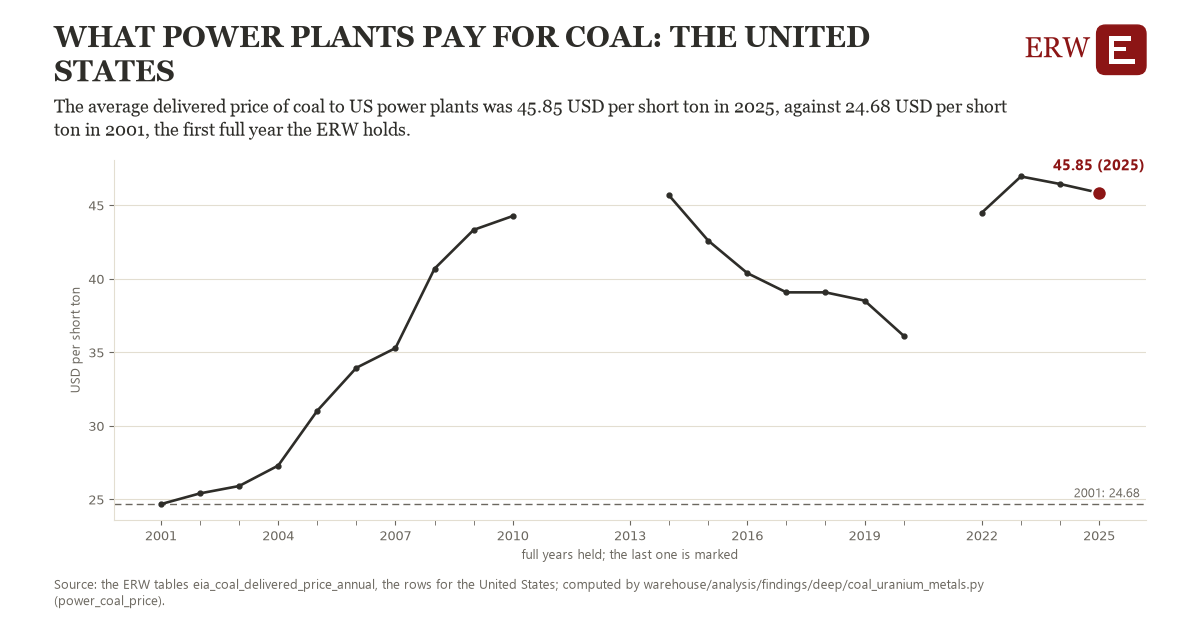 WHAT POWER PLANTS PAY FOR COAL: THE UNITED
STATES
ERW E
The average delivered price of coal to US power plants was 45.85 USD per short ton in 2025, against 24.68 USD per short
ton in 2001, the first full year the ERW holds.
45.85 (2025)
45
40
35
30
25
USD per short ton
2001: 24.68
2001 2004 2007 2010 2013 2016 2019 2022 2025
full years held; the last one is marked
Source: the ERW tables eia_coal_delivered_price_annual, the rows for the United States; computed by warehouse/analysis/findings/deep/coal_uranium_metals.py
(power_coal_price).